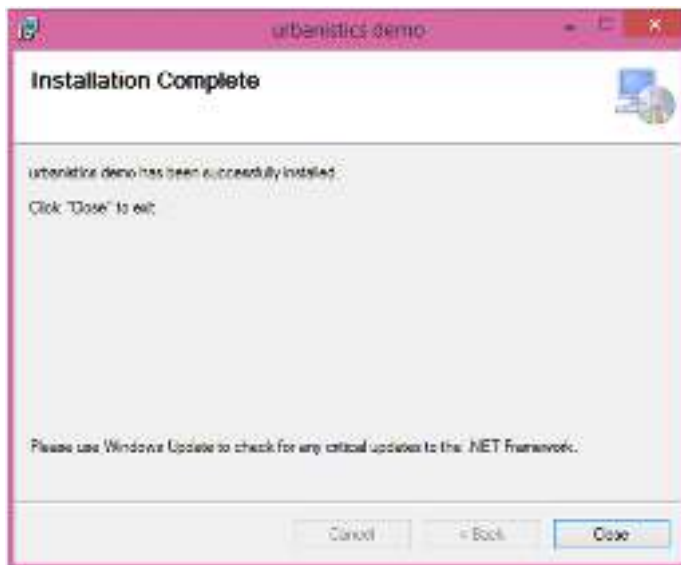 urbanistics demo
Installation Complete
urbanistics demo has been successfully installed.
Click "Close" to exit.
Please use Windows Update to check for any critical updates to the .NET Framework.
Cancel
< Back
Close